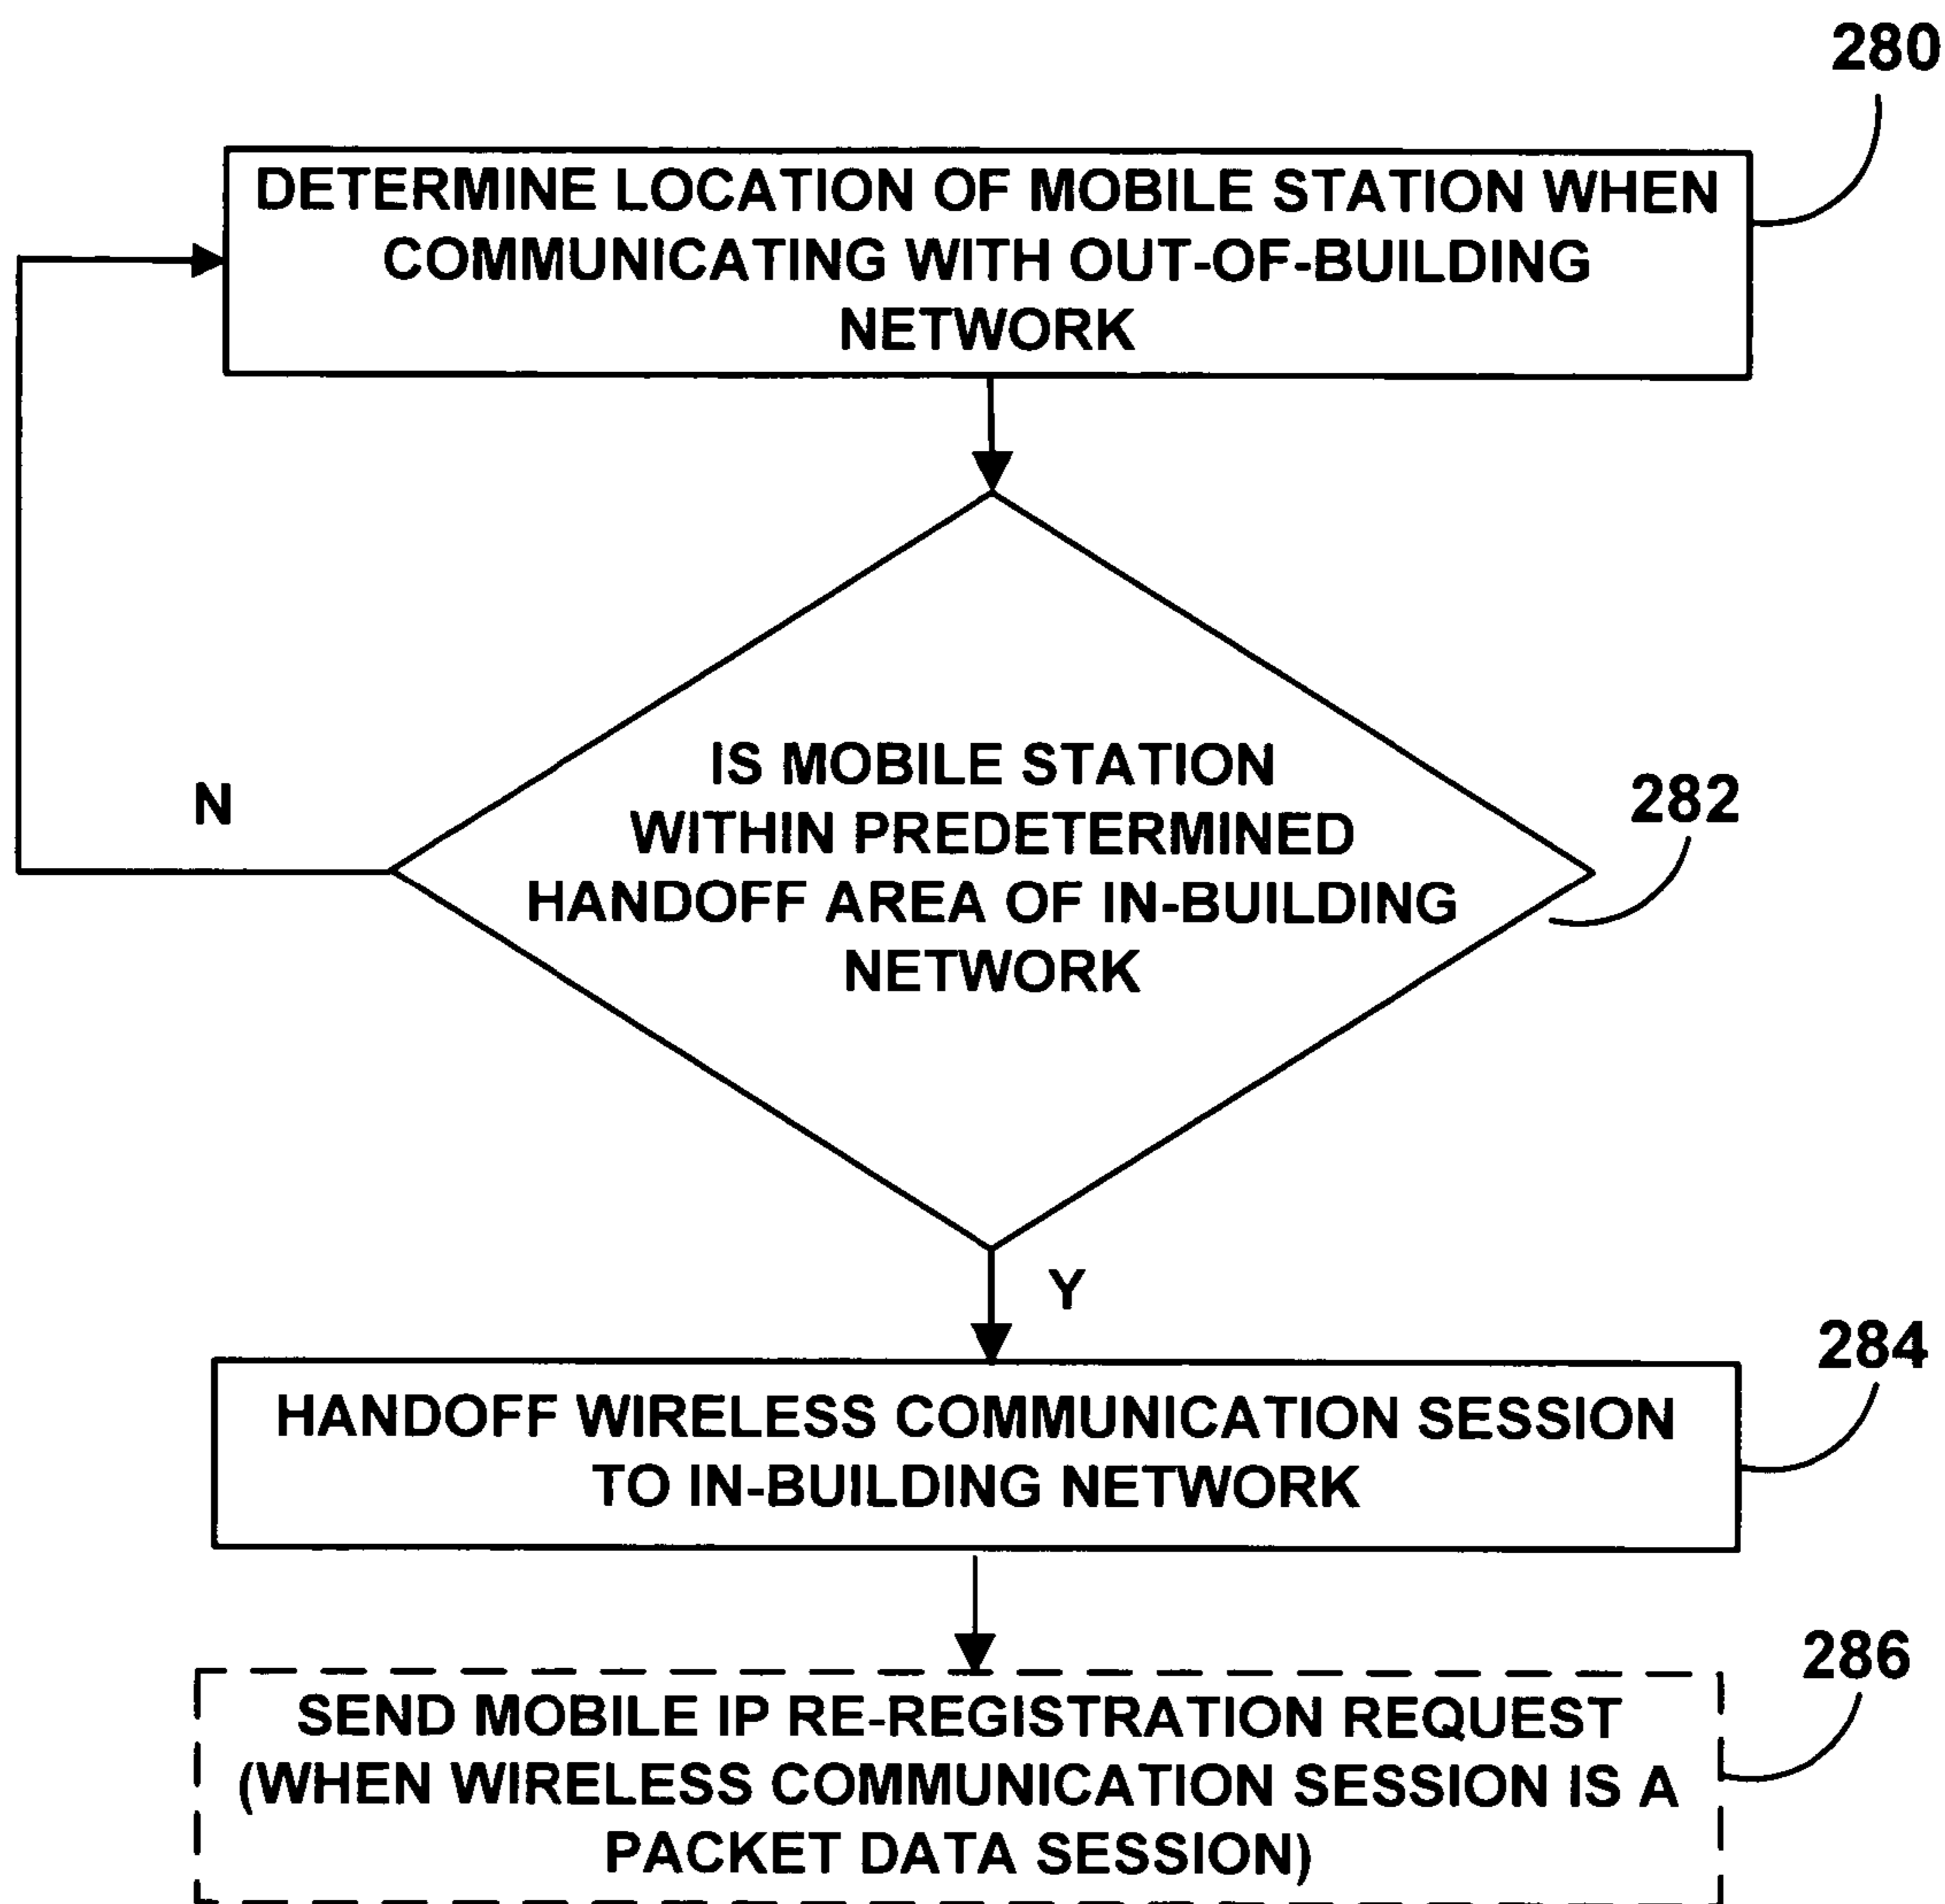 280
DETERMINE LOCATION OF MOBILE STATION WHEN
COMMUNICATING WITH OUT-OF-BUILDING
NETWORK
N
IS MOBILE STATION
WITHIN PREDETERMINED
HANDOFF AREA OF IN-BUILDING
NETWORK
282
Y
284
HANDOFF WIRELESS COMMUNICATION SESSION
TO IN-BUILDING NETWORK
286
SEND MOBILE IP RE-REGISTRATION REQUEST
(WHEN WIRELESS COMMUNICATION SESSION IS A
PACKET DATA SESSION)